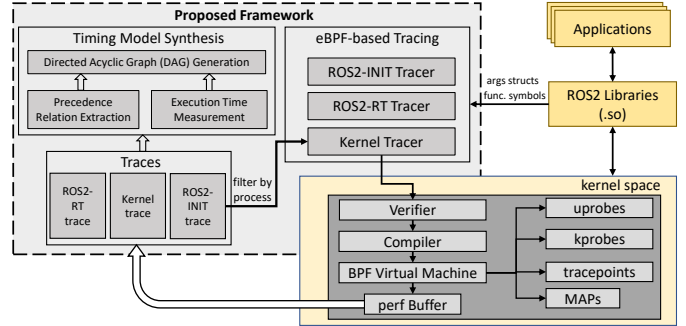 Proposed Framework
Timing Model Synthesis
Directed Acyclic Graph (DAG) Generation
Precedence
Relation Extraction
Execution Time
Measurement
Traces
ROS2-
RT
trace
Kernel
trace
ROS2-
INIT
trace
filter by
process
eBPF-based Tracing
ROS2-INIT Tracer
ROS2-RT Tracer
Kernel Tracer
args structs
func. symbols
Applications
ROS2 Libraries
(.so)
kernel space
Verifier
Compiler
BPF Virtual Machine
perf Buffer
uprobes
kprobes
tracepoints
MAPs